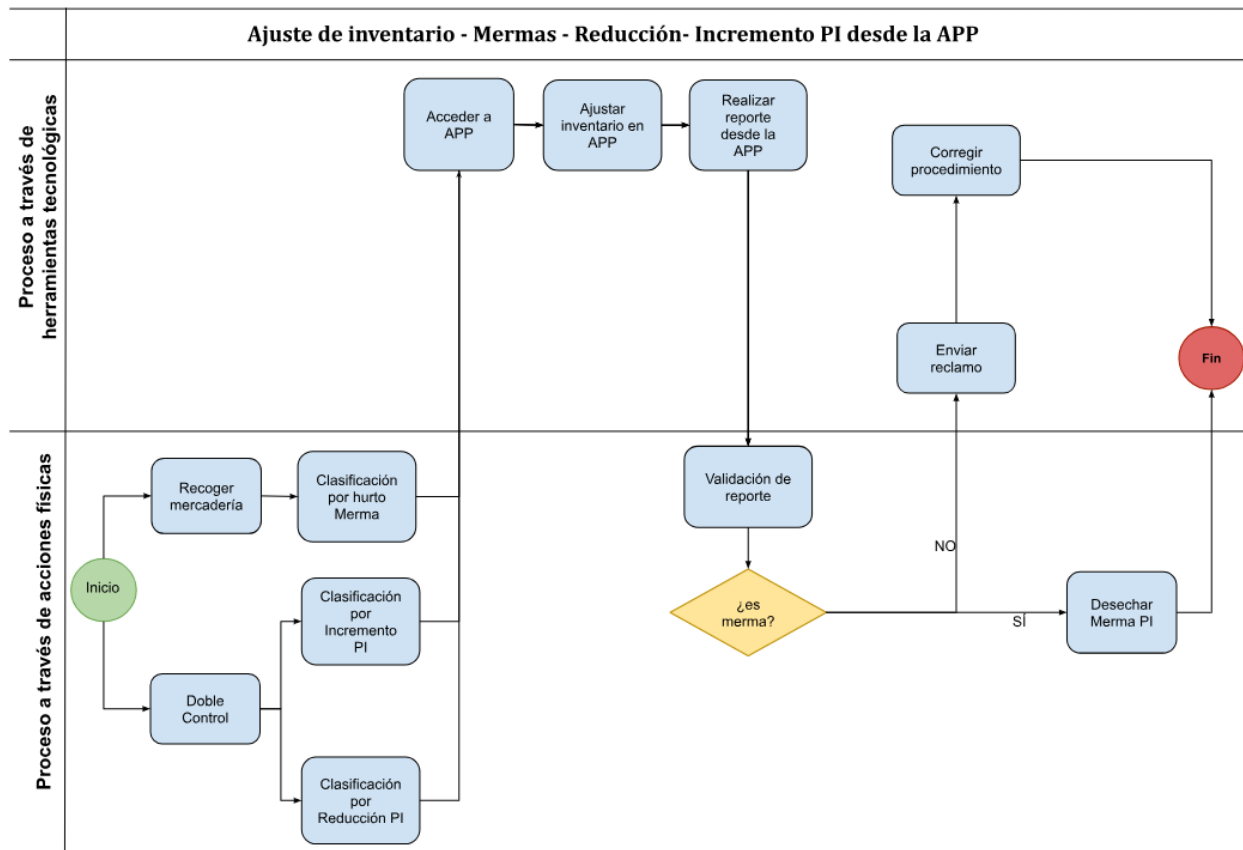 Ajuste de inventario - Mermas - Reducción- Incremento PI desde la APP
Proceso a través de
herramientas tecnológicas
Acceder a
APP
Ajustar
inventario en
APP
Realizar
reporte
desde la
APP
Corregir
procedimiento
Enviar
reclamo
Fin
Proceso a través de acciones físicas
Inicio
Recoger
mercadería
Clasificación
por hurto
Merma
Clasificación
por
Incremento
PI
Doble
Control
Clasificación
por
Reducción PI
Validación de
reporte
¿es
merma?
NO
SÍ
Desechar
Merma PI